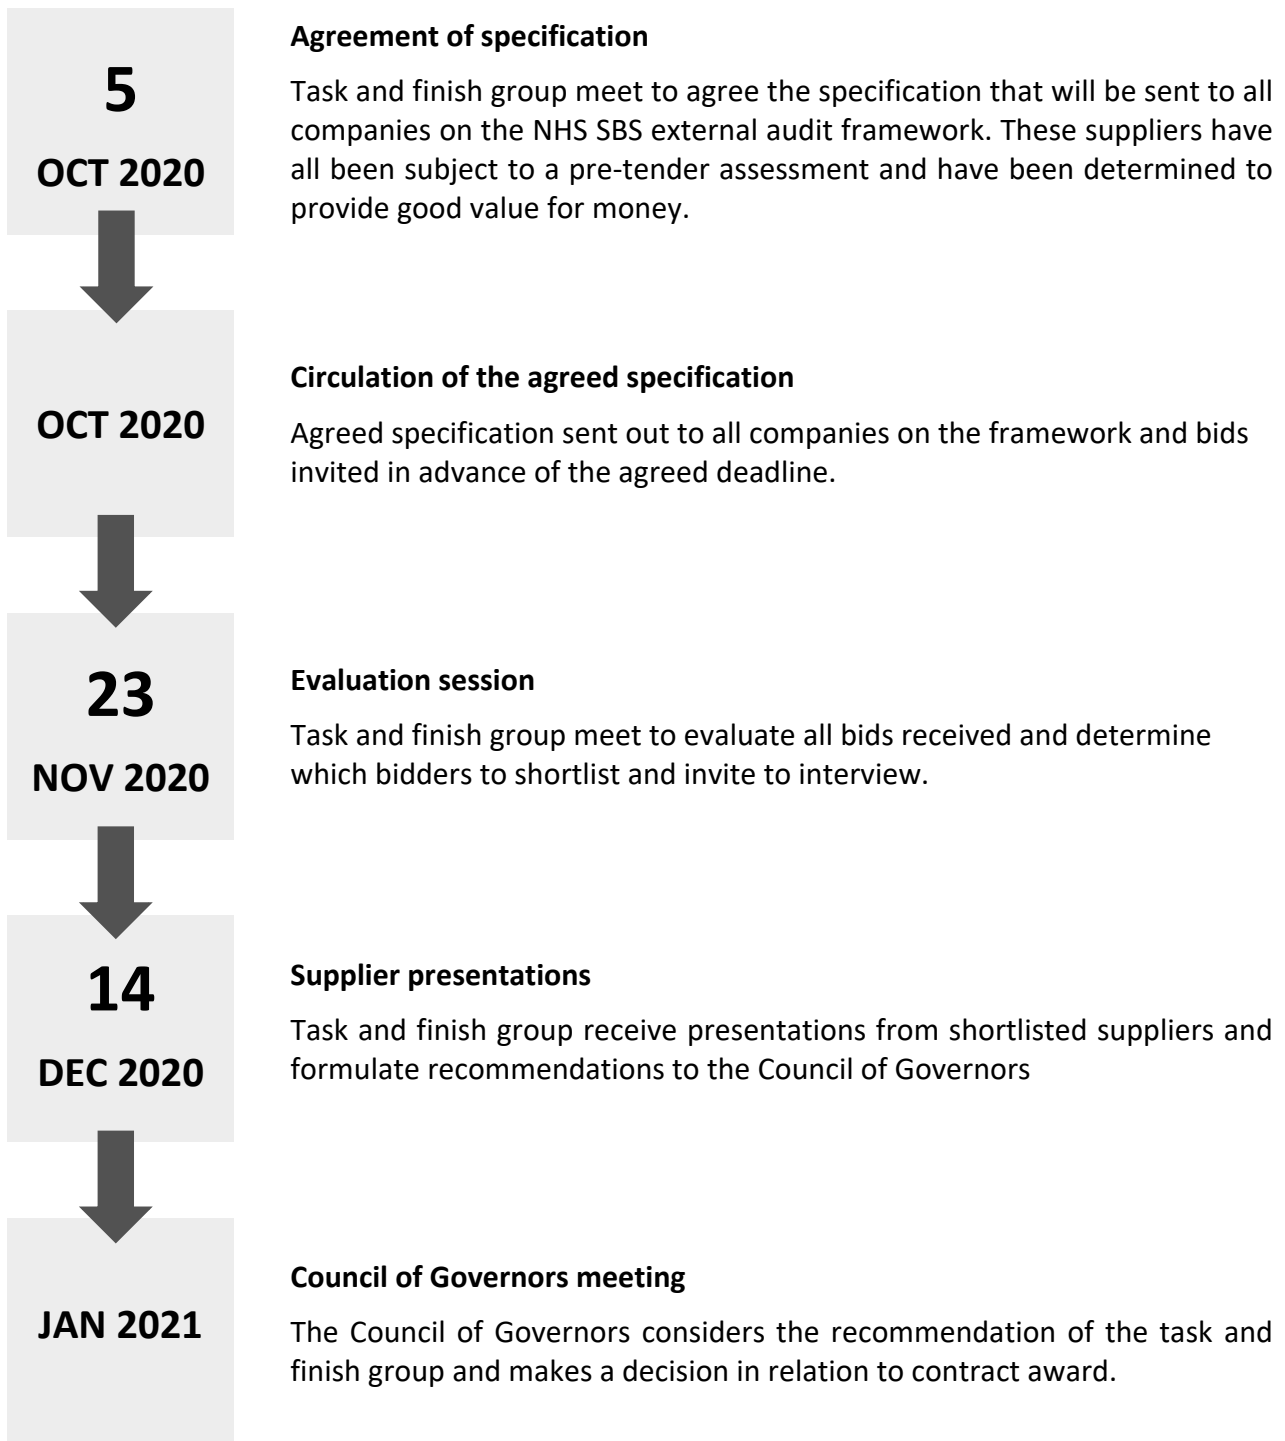 5
OCT 2020
Agreement of specification
Task and finish group meet to agree the specification that will be sent to all
companies on the NHS SBS external audit framework. These suppliers have
all been subject to a pre-tender assessment and have been determined to
provide good value for money.
OCT 2020
Circulation of the agreed specification
Agreed specification sent out to all companies on the framework and bids
invited in advance of the agreed deadline.
23
NOV 2020
Evaluation session
Task and finish group meet to evaluate all bids received and determine
which bidders to shortlist and invite to interview.
14
DEC 2020
Supplier presentations
Task and finish group receive presentations from shortlisted suppliers and
formulate recommendations to the Council of Governors
JAN 2021
Council of Governors meeting
The Council of Governors considers the recommendation of the task and
finish group and makes a decision in relation to contract award.